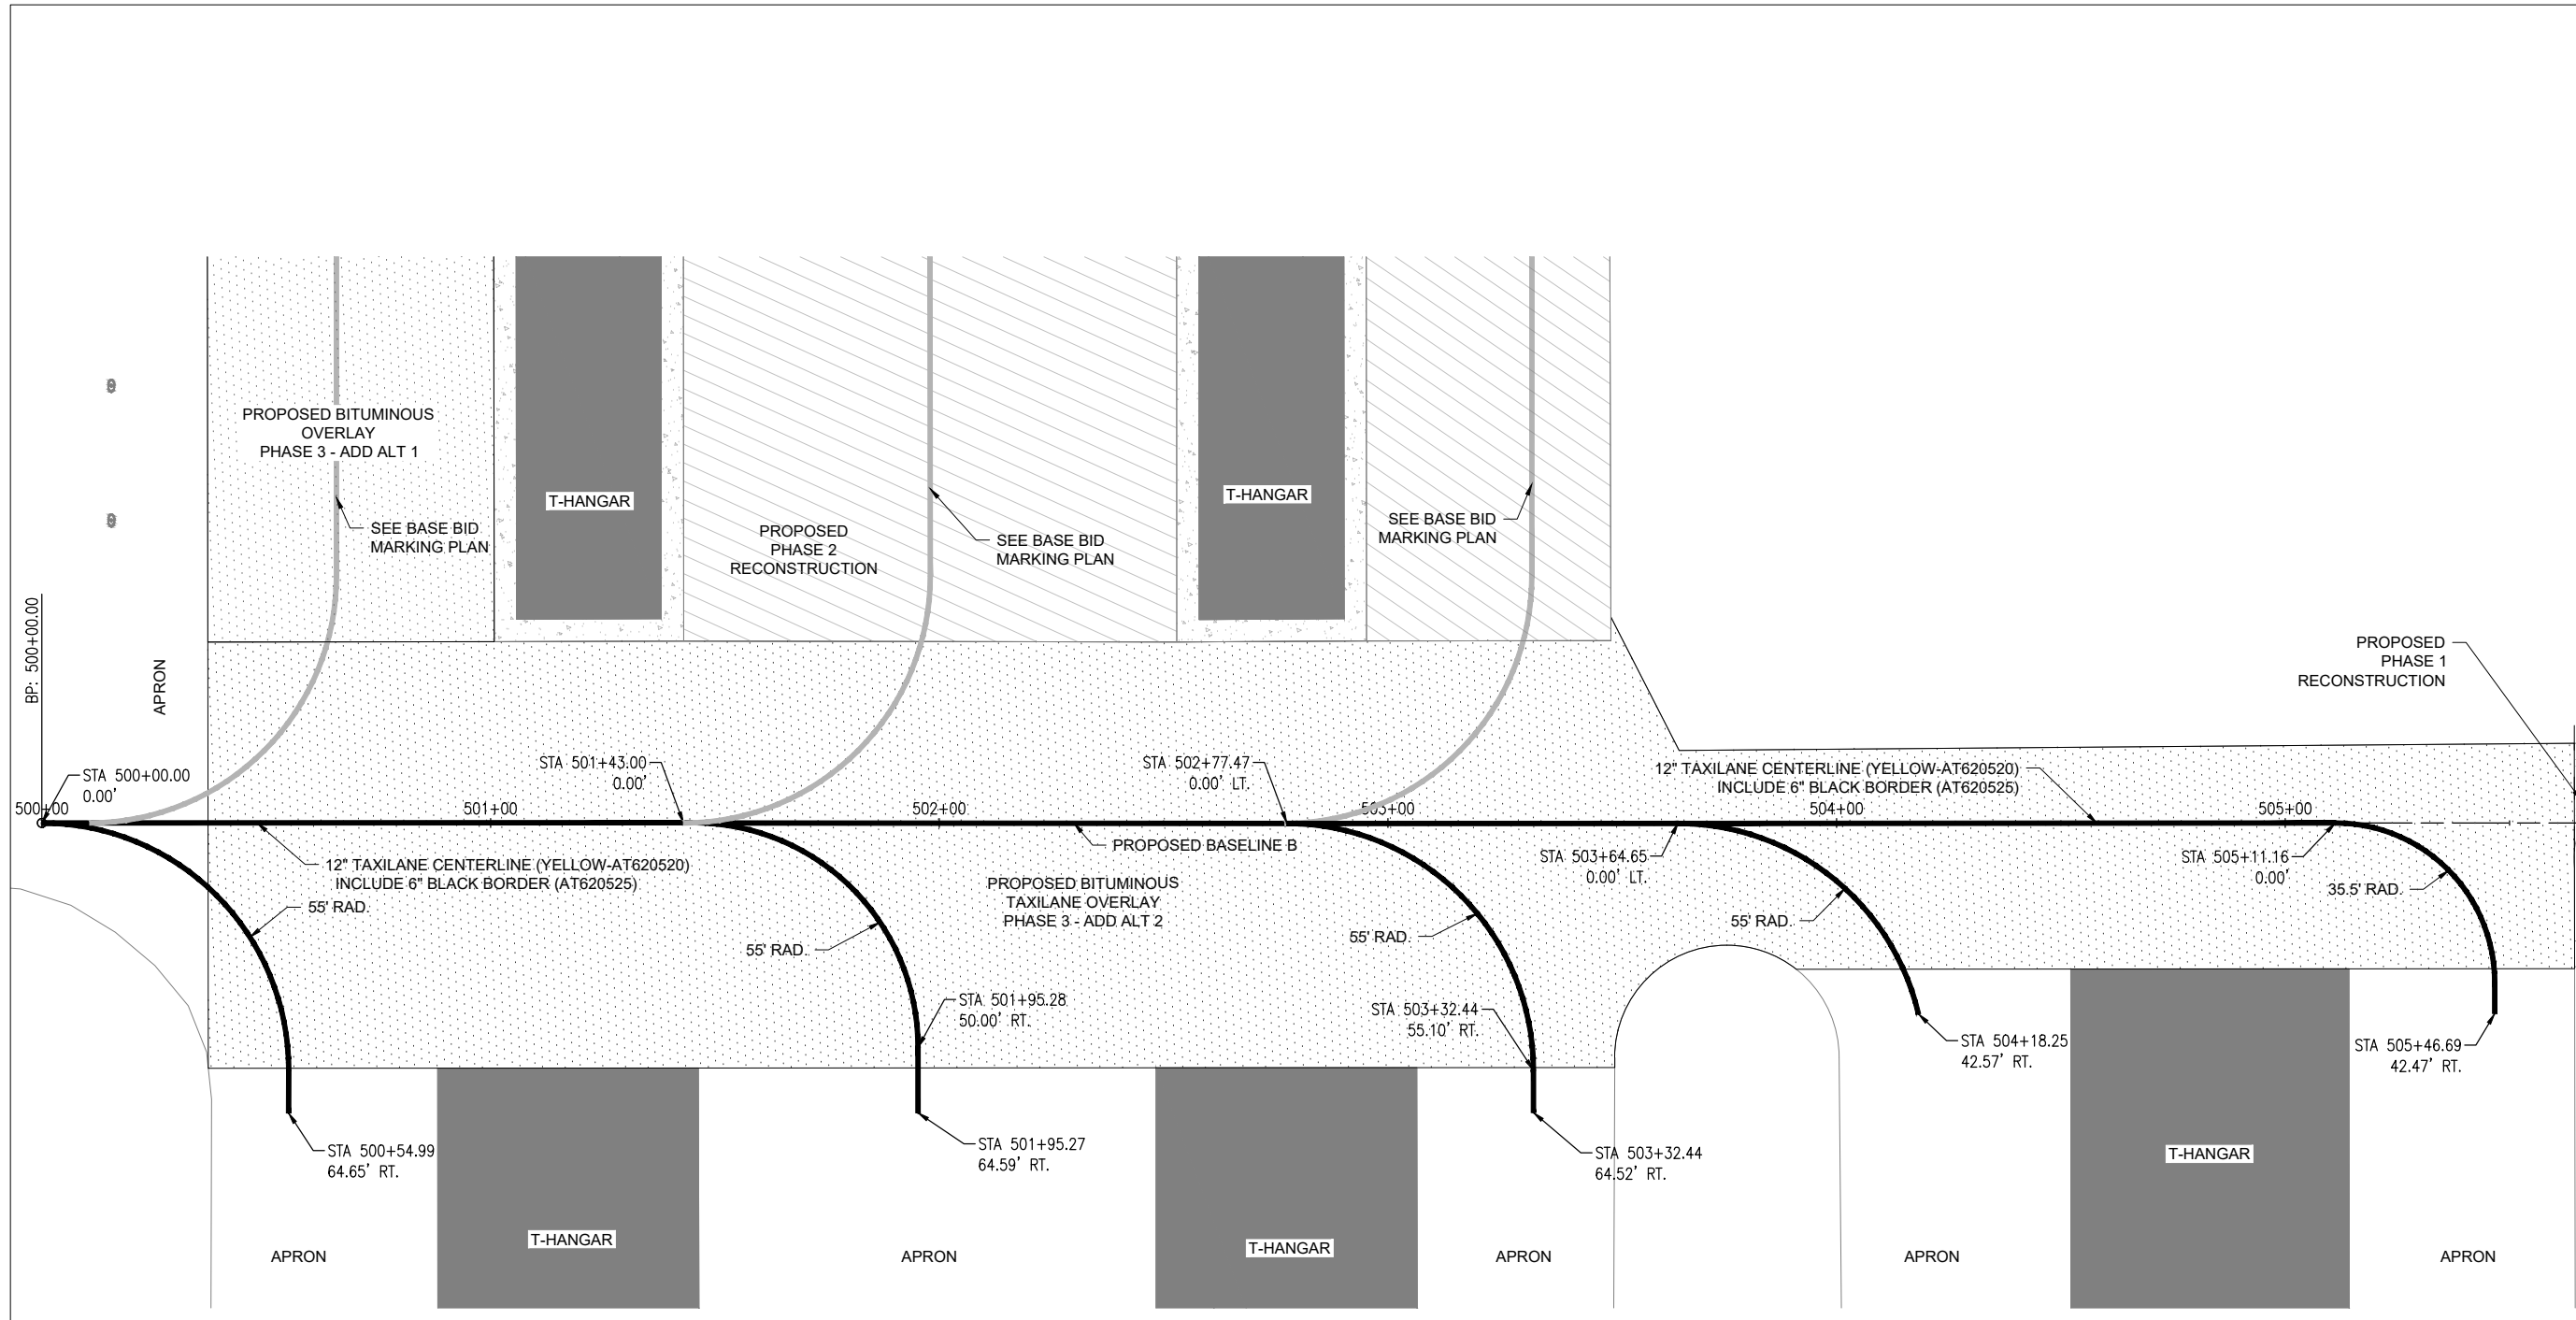 PROPOSED BITUMINOUS
OVERLAY
PHASE 3 - ADD ALT 1
SEE BASE BID
MARKING PLAN
T-HANGAR
PROPOSED
PHASE 2
RECONSTRUCTION
SEE BASE BID
MARKING PLAN
T-HANGAR
SEE BASE BID
MARKING PLAN
PROPOSED
PHASE 1
RECONSTRUCTION
BP: 500+00.00
APRON
STA 500+00.00
0.00'
STA 501+43.00
0.00'
STA 502+77.47
0.00' LT.
12" TAXILANE CENTERLINE (YELLOW-AT620520)
INCLUDE 6" BLACK BORDER (AT620525)
500+00
501+00
502+00
503+00
504+00
505+00
12" TAXILANE CENTERLINE (YELLOW-AT620520)
INCLUDE 6" BLACK BORDER (AT620525)
55' RAD.
PROPOSED BASELINE B
PROPOSED BITUMINOUS
TAXILANE OVERLAY
PHASE 3 - ADD ALT 2
55' RAD.
STA 503+64.65
0.00' LT.
55' RAD.
55' RAD.
STA 505+11.16
0.00'
35.5' RAD.
STA 501+95.28
50.00' RT.
STA 503+32.44
55.10' RT.
STA 504+18.25
42.57' RT.
STA 505+46.69
42.47' RT.
STA 500+54.99
64.65' RT.
STA 501+95.27
64.59' RT.
STA 503+32.44
64.52' RT.
T-HANGAR
APRON
T-HANGAR
APRON
T-HANGAR
APRON
APRON
APRON